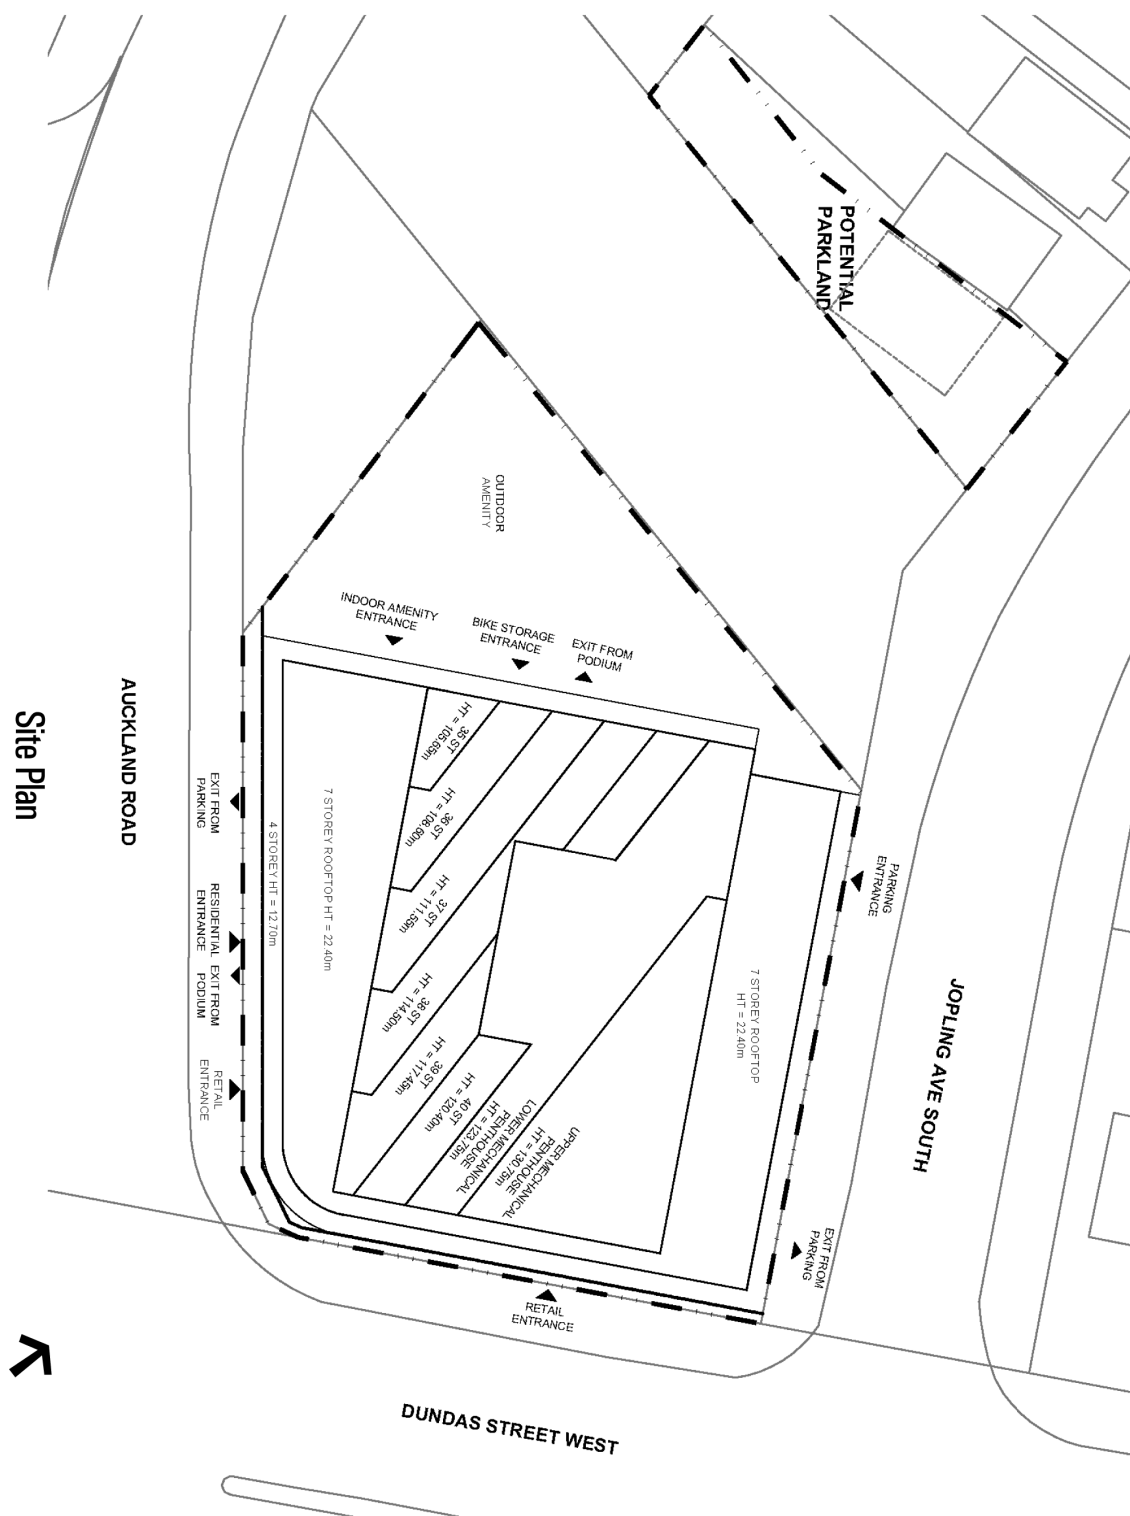 POTENTIAL
PARKLAND
OUTDOOR
AMENITY
INDOOR AMENITY
ENTRANCE
BIKE STORAGE
ENTRANCE
EXIT FROM
PODIUM
35 ST
HT = 105.65m
36 ST
HT = 108.60m
37 ST
HT = 111.55m
38 ST
HT = 114.50m
39 ST
HT = 117.45m
40 ST
HT = 120.40m
LOWER MECHANICAL
PENTHOUSE
HT = 123.75m
UPPER MECHANICAL
PENTHOUSE
HT = 130.75m
7 STOREY ROOFTOP HT = 22.40m
4 STOREY HT = 12.70m
7 STOREY ROOFTOP
HT = 22.40m
PARKING
ENTRANCE
JOPLING AVE SOUTH
EXIT FROM
PARKING
RETAIL
ENTRANCE
DUNDAS STREET WEST
EXIT FROM
PARKING
RESIDENTIAL
ENTRANCE
EXIT FROM
PODIUM
RETAIL
ENTRANCE
AUCKLAND ROAD
Site Plan